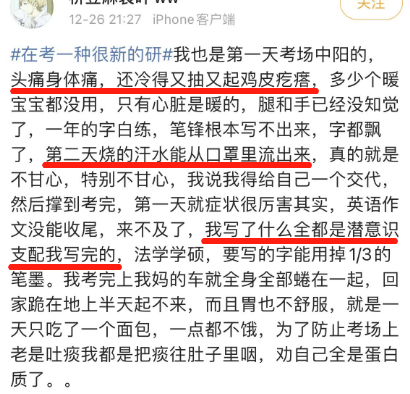 12-26 21:27 iPhone客户端
关注
#在考一种很新的研#我也是第一天考场中阳的，
头痛身体痛，还冷得又抽又起鸡皮疙瘩，多少个暖
宝宝都没用，只有心脏是暖的，腿和手已经没知觉
了，一年的字白练，笔锋根本写不出来，字都飘
了，第二天烧的汗水能从口罩里流出来，真的就是
不甘心，特别不甘心，我说我得给自己一个交代，
然后撑到考完，第一天就症状很厉害其实，英语作
文没能收尾，来不及了，我写了什么全都是潜意识
支配我写完的，法学学硕，要写的字能用掉1/3的
笔墨。我考完上我妈的车就全身全部蜷在一起，回
家跪在地上半天起不来，而且胃也不舒服，就是一
天只吃了一个面包，一点都不饿，为了防止考场上
老是吐痰我都是把痰往肚子里咽，劝自己全是蛋白
质了。。